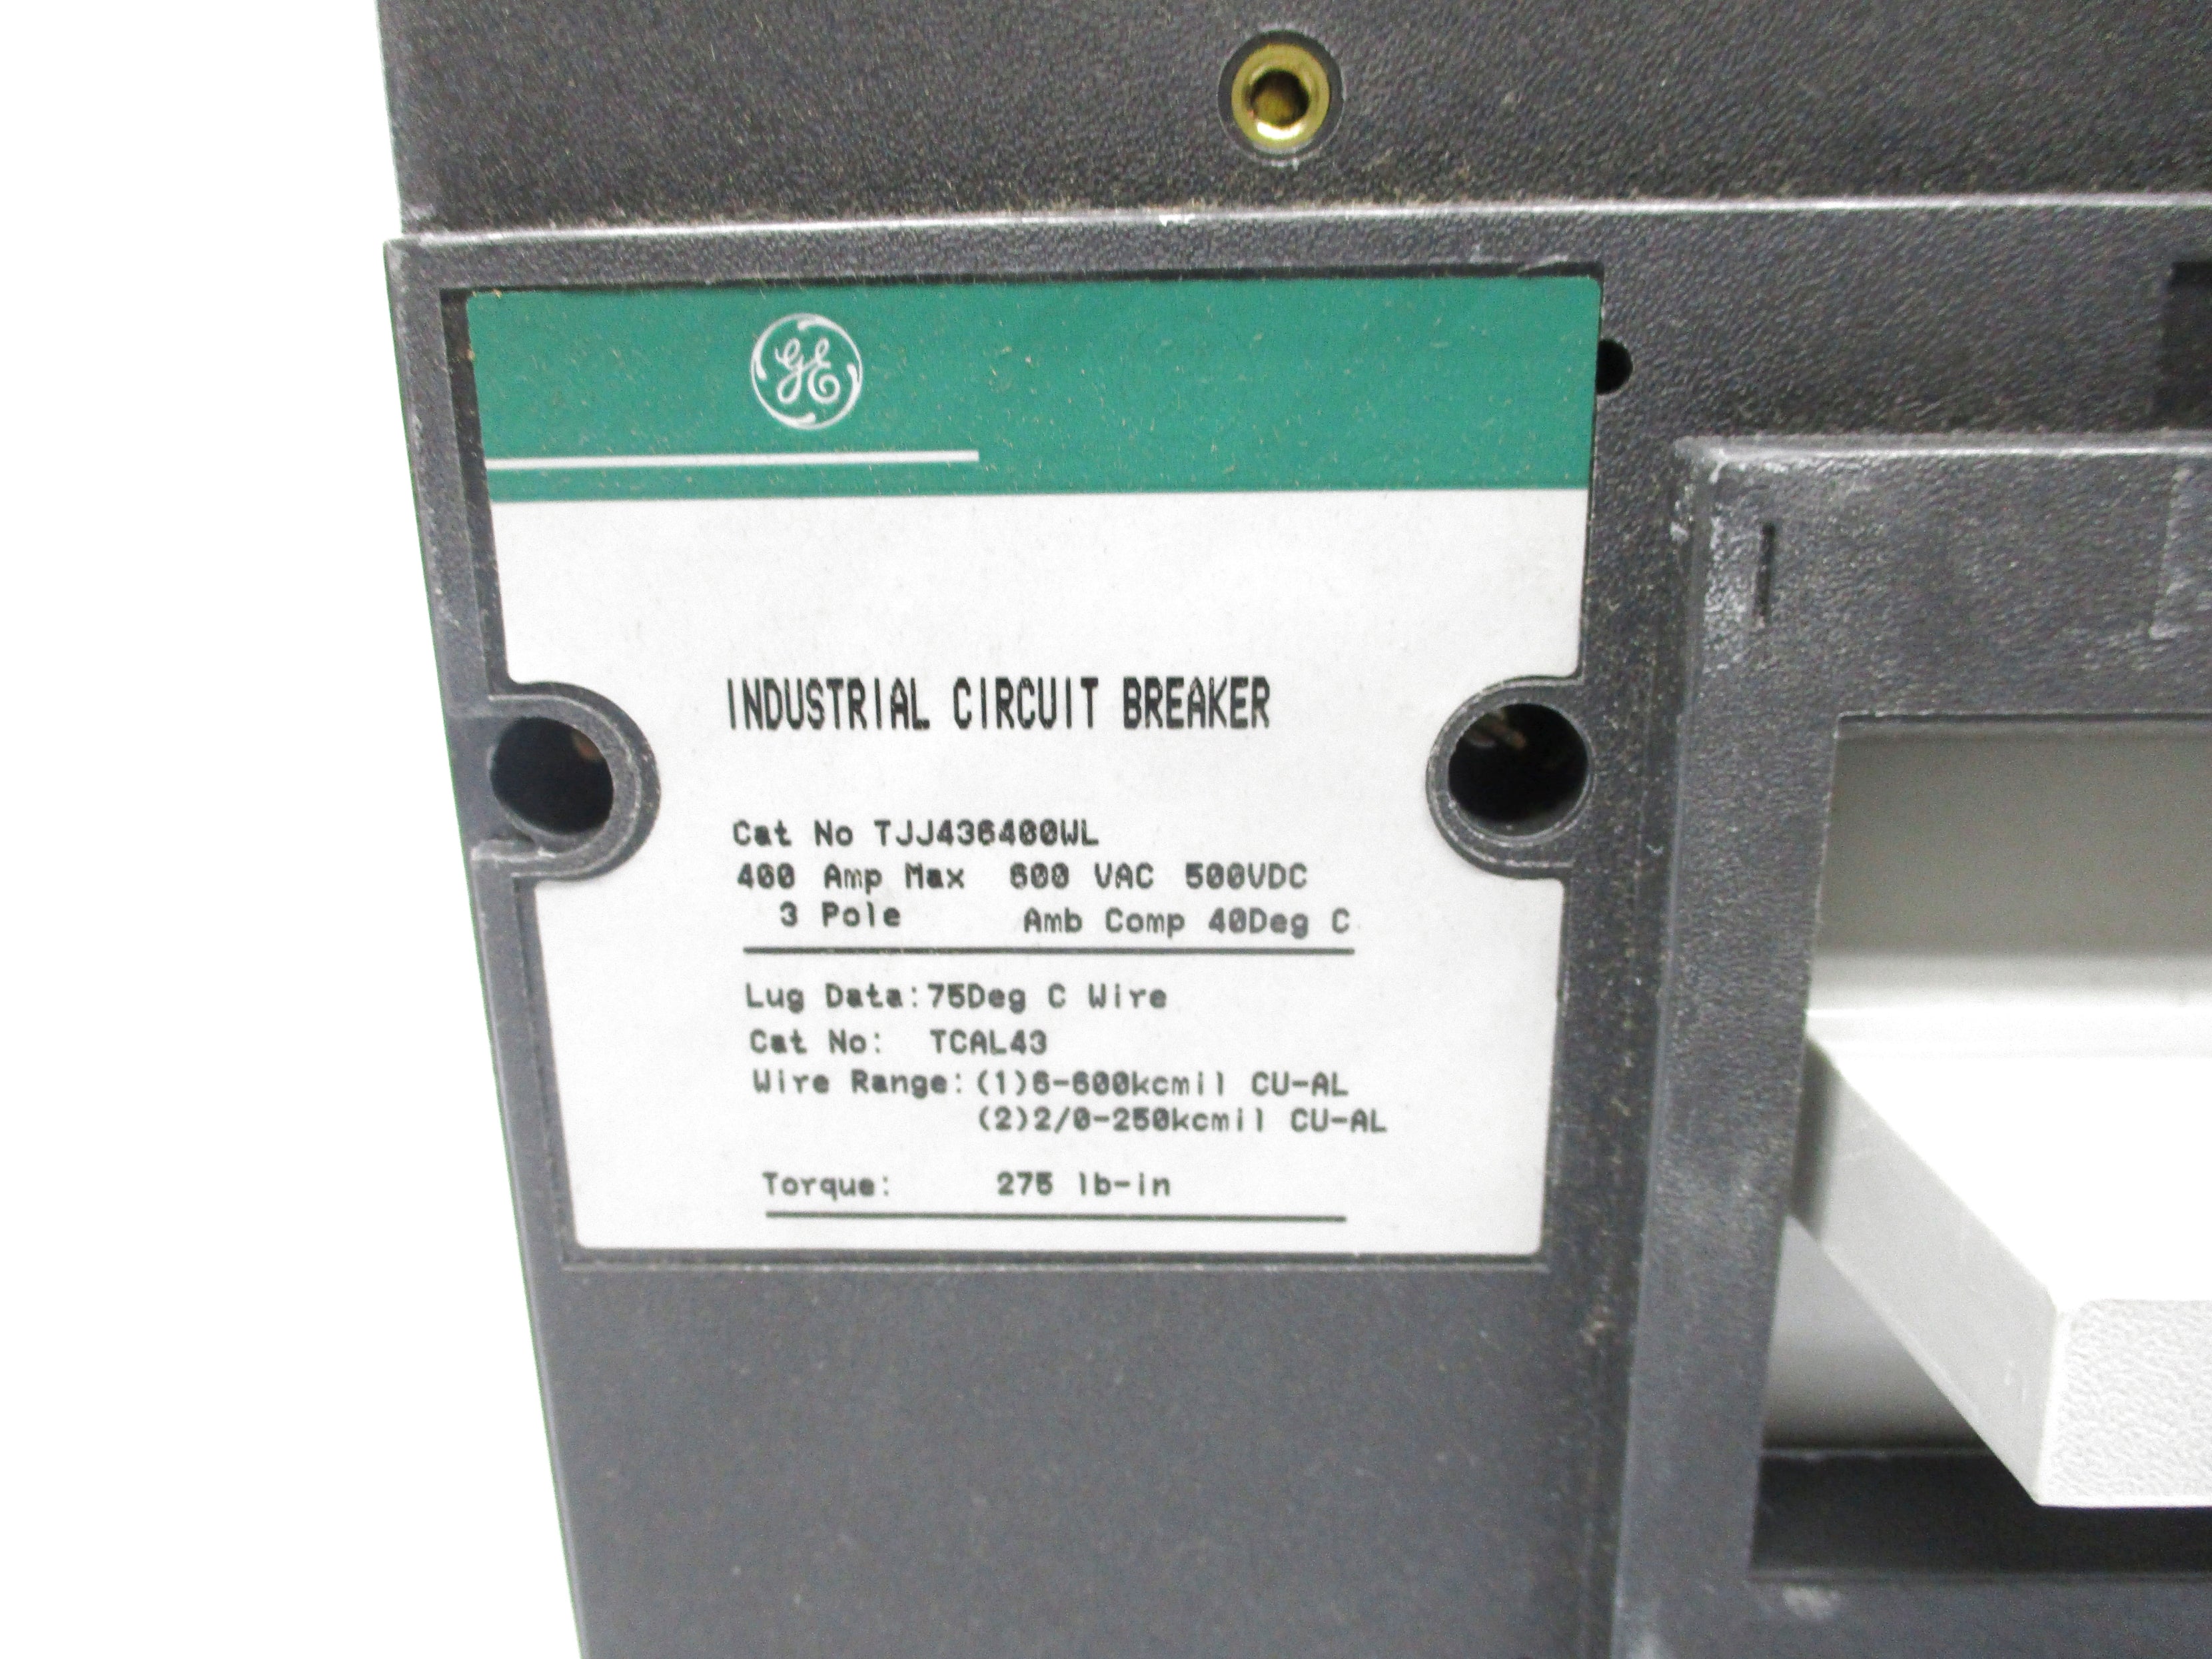 GE
INDUSTRIAL CIRCUIT BREAKER
Cat No TJJ436400WL
400 Amp Max 600 VAC 500VDC
3 Pole Amb Comp 40Deg C
Lug Data:75Deg C Wire
Cat No: TCAL43
Wire Range:(1)6-600kcmil CU-AL
(2)2/0-250kcmil CU-AL
Torque: 275 lb-in